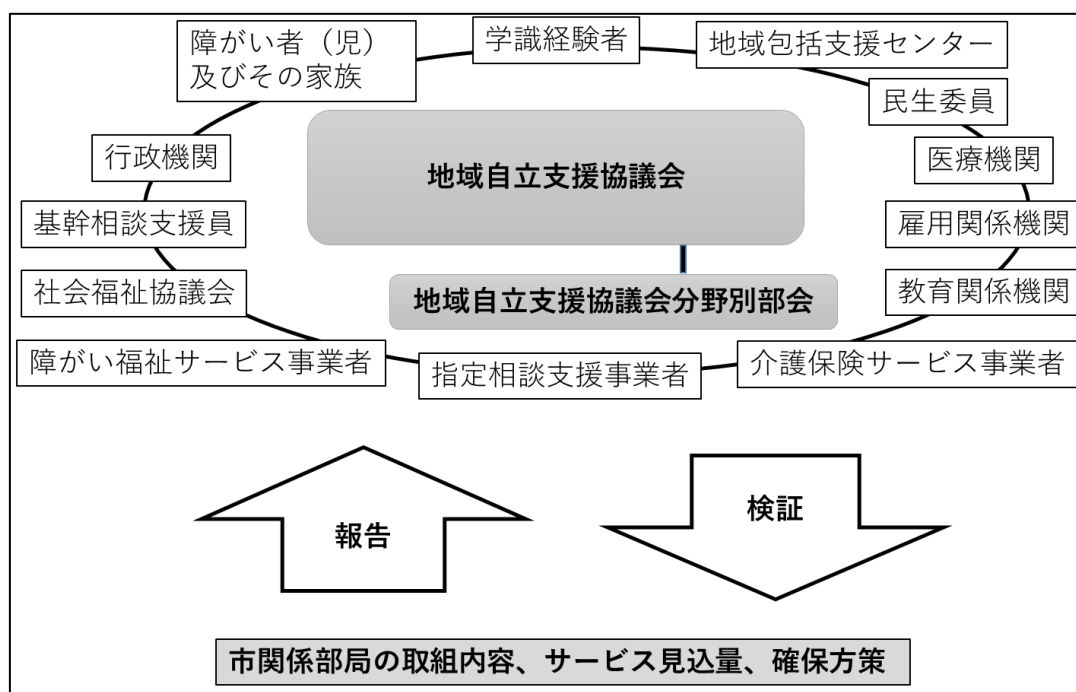 障がい者（児）
及びその家族
学識経験者
地域包括支援センター
民生委員
行政機関
地域自立支援協議会
医療機関
基幹相談支援員
雇用関係機関
社会福祉協議会
地域自立支援協議会分野別部会
教育関係機関
障がい福祉サービス事業者
指定相談支援事業者
介護保険サービス事業者
報告
検証
市関係部局の取組内容、サービス見込量、確保方策